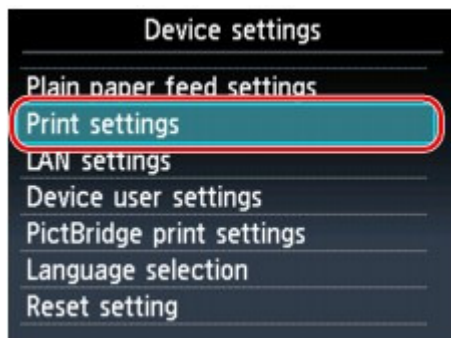 Device settings
Plain paper feed settings
Print settings
LAN settings
Device user settings
PictBridge print settings
Language selection
Reset setting